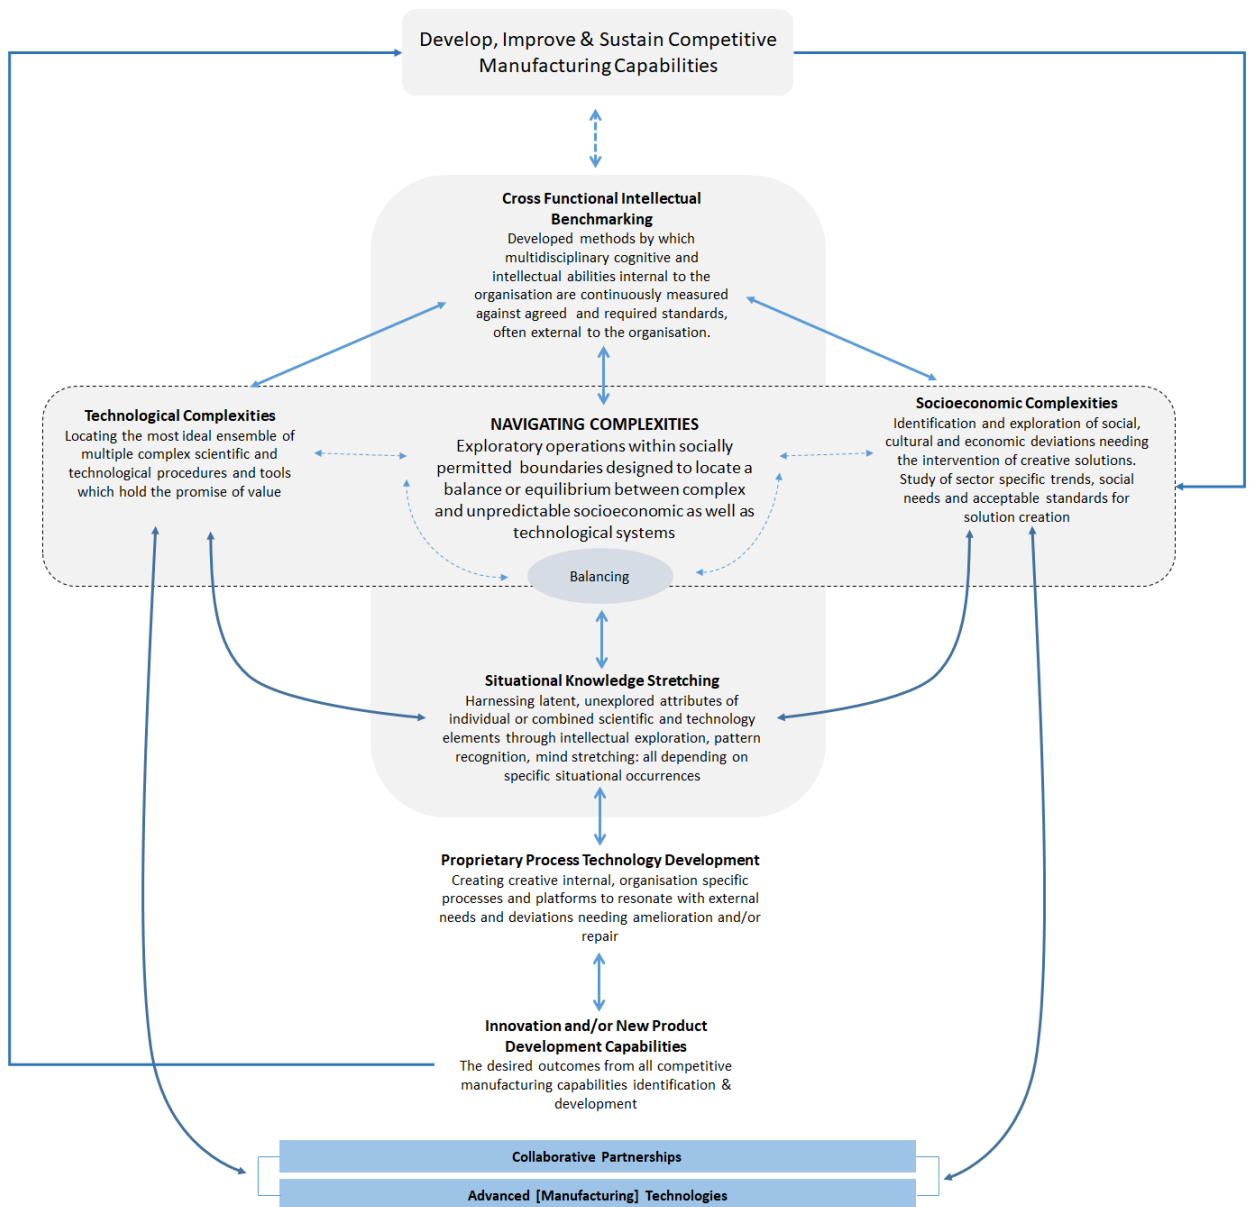 Develop, Improve & Sustain Competitive
Manufacturing Capabilities
Cross Functional Intellectual
Benchmarking
Developed methods by which
multidisciplinary cognitive and
intellectual abilities internal to the
organisation are continuously measured
against agreed and required standards,
often external to the organisation.
Technological Complexities
Locating the most ideal ensemble of
multiple complex scientific and
technological procedures and tools
which hold the promise of value
NAVIGATING COMPLEXITIES
Exploratory operations within socially
permitted boundaries designed to locate a
balance or equilibrium between complex
and unpredictable socioeconomic as well as
technological systems
Balancing
Socioeconomic Complexities
Identification and exploration of social,
cultural and economic deviations needing
the intervention of creative solutions.
Study of sector specific trends, social
needs and acceptable standards for
solution creation
Situational Knowledge Stretching
Harnessing latent, unexplored attributes of
individual or combined scientific and technology
elements through intellectual exploration, pattern
recognition, mind stretching: all depending on
specific situational occurrences
Proprietary Process Technology Development
Creating creative internal, organisation specific
processes and platforms to resonate with external
needs and deviations needing amelioration and/or
repair
Innovation and/or New Product
Development Capabilities
The desired outcomes from all competitive
manufacturing capabilities identification &
development
Collaborative Partnerships
Advanced [Manufacturing] Technologies